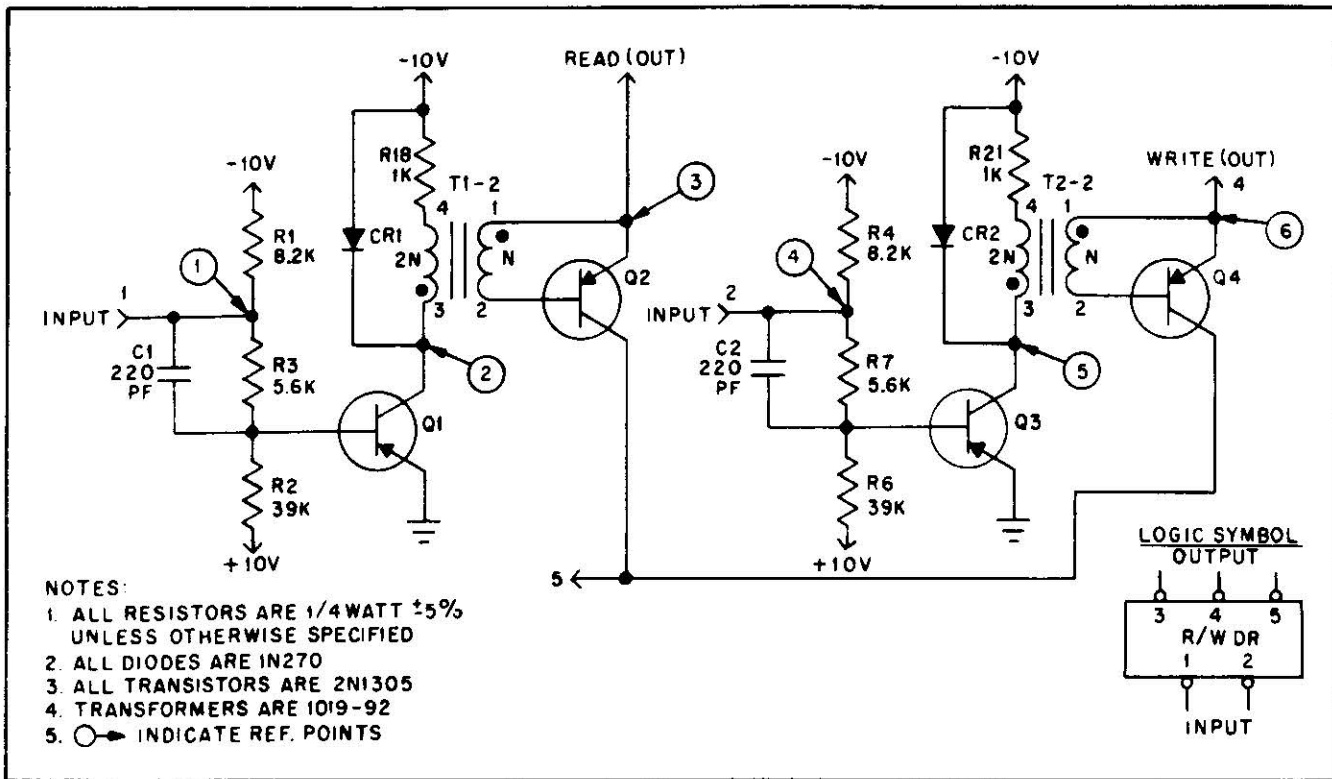 -10V
READ (OUT)
-10V
-10V
R18
1K
T1-2
4
1
3
-10V
R21
1K
T2-2
4
1
WRITE (OUT)
4
R1
8.2K
CR1
2N
N
Q2
R4
8.2K
CR2
2N
N
6
Q4
1
4
3
2
3
2
1
INPUT
2
INPUT
C1
220
PF
R3
5.6K
2
C2
220
PF
R7
5.6K
5
Q1
Q3
R2
39K
R6
39K
+10V
5
+10V
LOGIC SYMBOL
OUTPUT
3 4 5
R/W DR
1 2
INPUT
NOTES:
1. ALL RESISTORS ARE 1/4 WATT ±5%
UNLESS OTHERWISE SPECIFIED
2. ALL DIODES ARE 1N270
3. ALL TRANSISTORS ARE 2N1305
4. TRANSFORMERS ARE 1019-92
5. INDICATE REF. POINTS